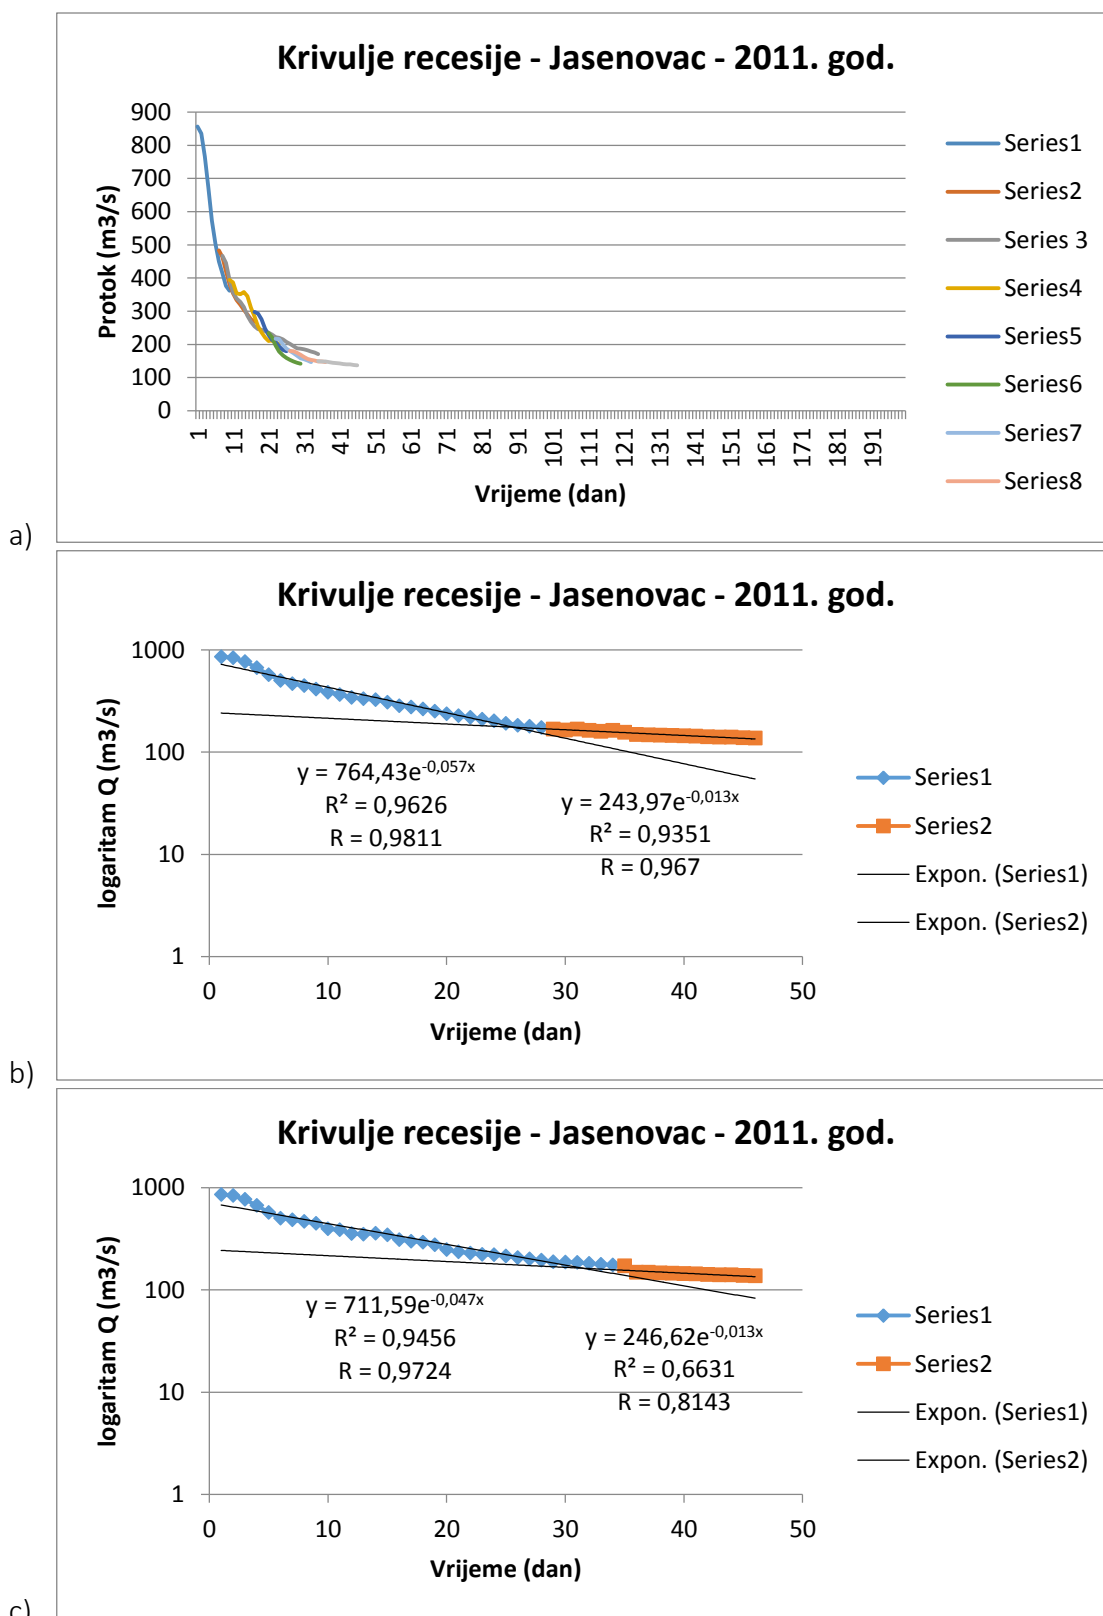 Krivulje recesije - Jasenovac - 2011. god.
900
800
700
600
500
400
300
200
100
0
Protok (m3/s)
1
11
21
31
41
51
61
71
81
91
101
111
121
131
141
151
161
171
181
191
Vrijeme (dan)
Series1
Series2
Series 3
Series4
Series5
Series6
Series7
Series8
a)
Krivulje recesije - Jasenovac - 2011. god.
1000
100
10
1
logaritam Q (m3/s)
y = 764,43e^-0,057x
R² = 0,9626
R = 0,9811
y = 243,97e^-0,013x
R² = 0,9351
R = 0,967
0
10
20
30
40
50
Vrijeme (dan)
Series1
Series2
Expon. (Series1)
Expon. (Series2)
b)
Krivulje recesije - Jasenovac - 2011. god.
1000
100
10
1
logaritam Q (m3/s)
y = 711,59e^-0,047x
R² = 0,9456
R = 0,9724
y = 246,62e^-0,013x
R² = 0,6631
R = 0,8143
0
10
20
30
40
50
Vrijeme (dan)
Series1
Series2
Expon. (Series1)
Expon. (Series2)
c)